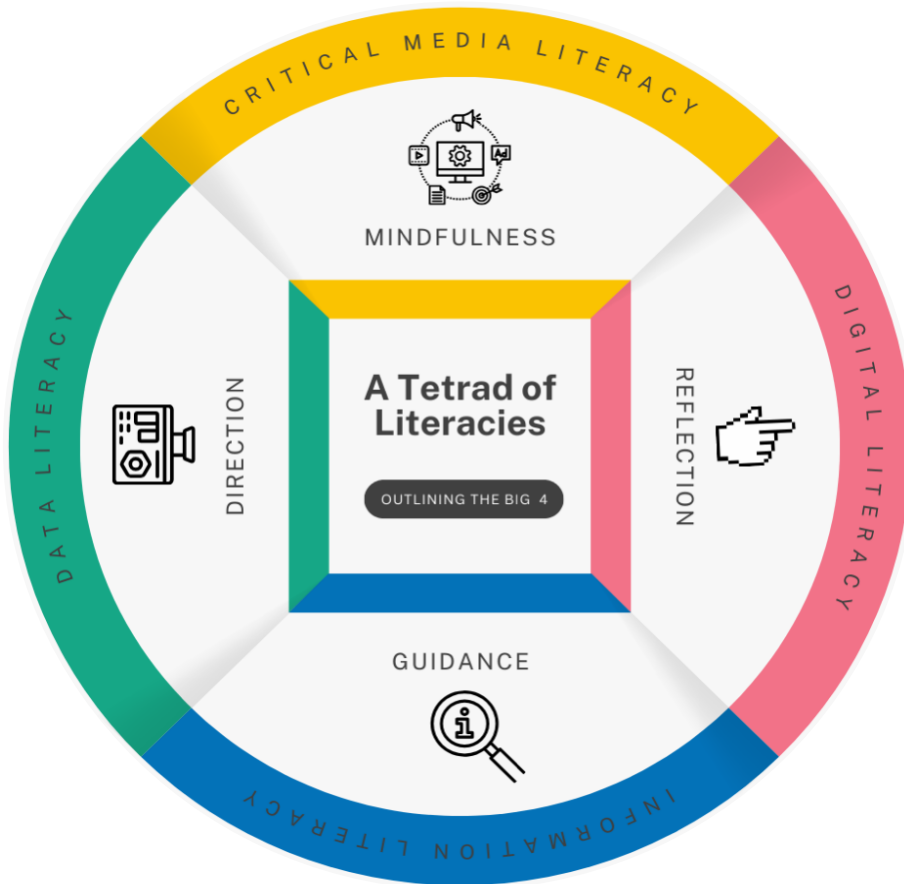 CRITICAL MEDIA LITERACY
Ad
MINDFULNESS
DATA LITERACY
DIRECTION
A Tetrad of
Literacies
OUTLINING THE BIG 4
REFLECTION
DIGITAL LITERACY
GUIDANCE
i
INFORMATION LITERACY